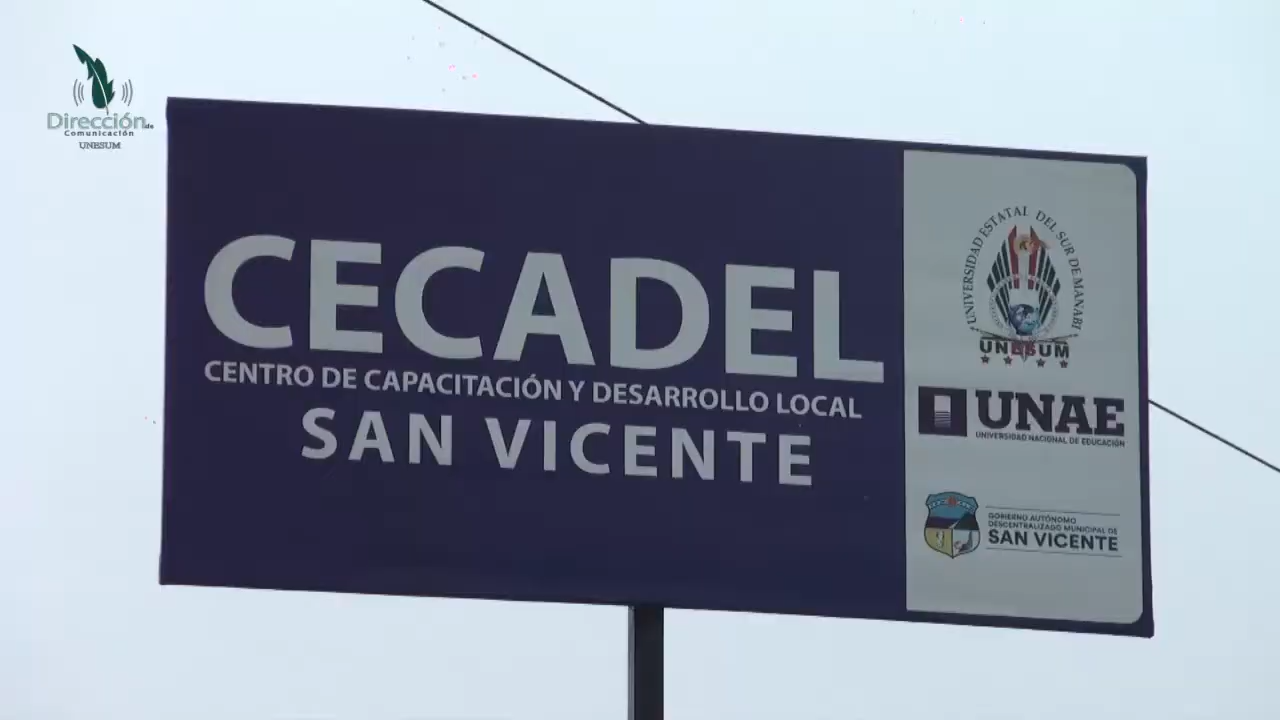 Dirección de
Comunicación
UNESUM
CECADEL
CENTRO DE CAPACITACIÓN Y DESARROLLO LOCAL
SAN VICENTE
UNIVERSIDAD ESTATAL DEL SUR DE MANABÍ
UNESUM
UNAE
UNIVERSIDAD NACIONAL DE EDUCACIÓN
GOBIERNO AUTÓNOMO
DESCENTRALIZADO MUNICIPAL DE
SAN VICENTE